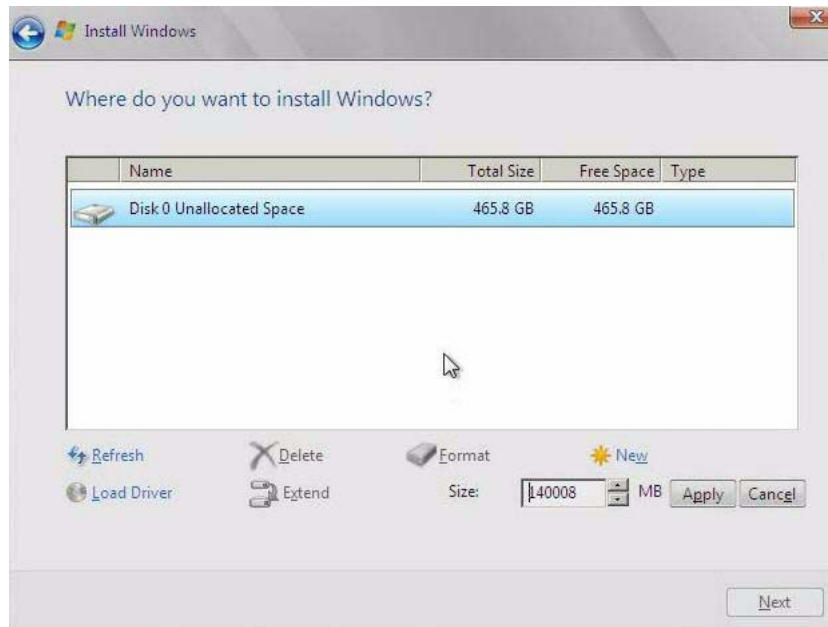 Install Windows
Where do you want to install Windows?
Name Total Size Free Space Type
Disk 0 Unallocated Space 465.8 GB 465.8 GB
Refresh Delete Format New
Load Driver Extend Size: 140008 MB Apply Cancel
Next